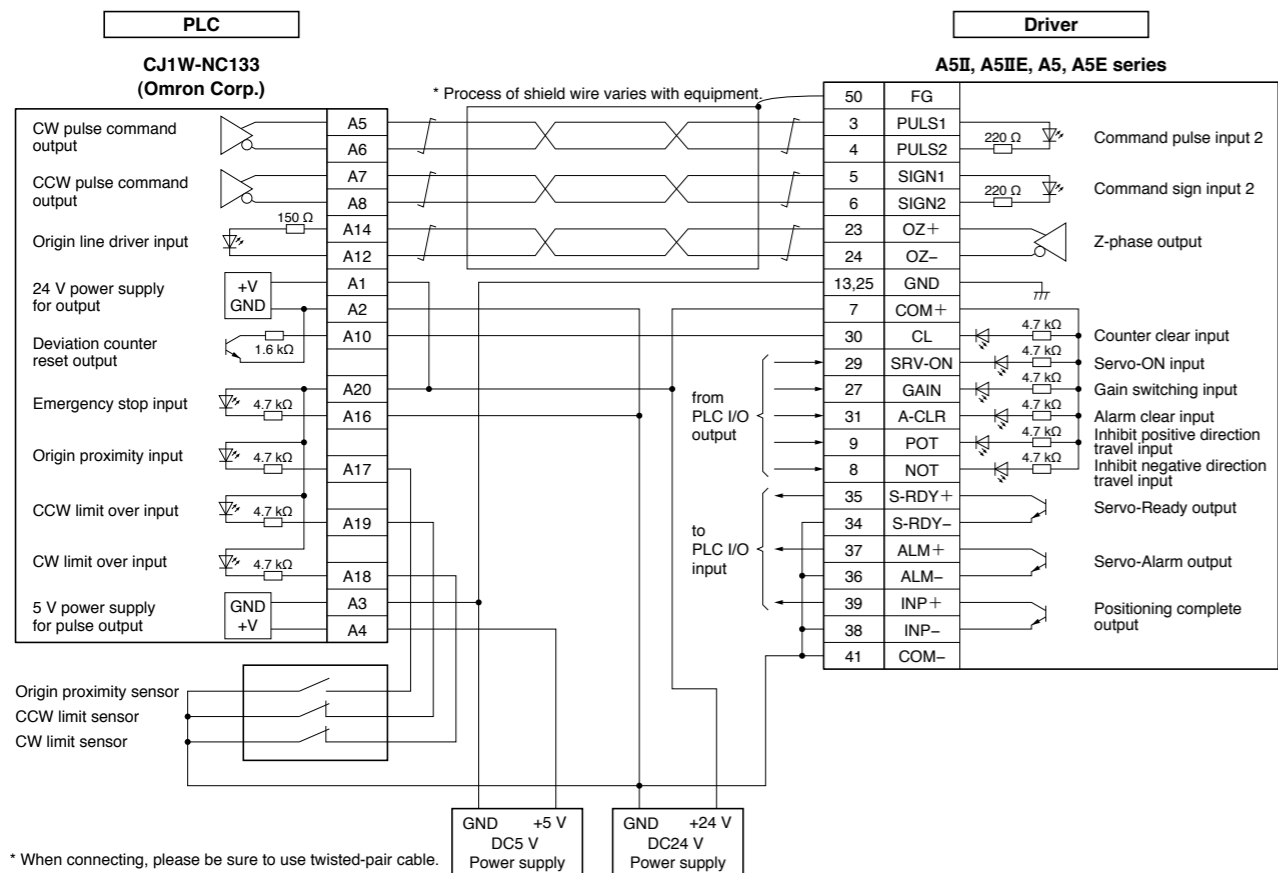 PLC
Driver
CJ1W-NC133
(Omron Corp.)
A5II, A5IIE, A5, A5E series
* Process of shield wire varies with equipment.
CW pulse command
output
A5
A6
CCW pulse command
output
A7
A8
Origin line driver input
150 Ω
A14
A12
24 V power supply
for output
+V
GND
A1
A2
Deviation counter
reset output
1.6 kΩ
A10
A20
Emergency stop input
4.7 kΩ
A16
Origin proximity input
4.7 kΩ
A17
CCW limit over input
4.7 kΩ
A19
CW limit over input
4.7 kΩ
A18
5 V power supply
for pulse output
GND
+V
A3
A4
50 FG
3 PULS1
4 PULS2
220 Ω
Command pulse input 2
5 SIGN1
6 SIGN2
220 Ω
Command sign input 2
23 OZ+
24 OZ−
Z-phase output
13,25 GND
7 COM+
30 CL
4.7 kΩ
Counter clear input
29 SRV-ON
4.7 kΩ
Servo-ON input
27 GAIN
4.7 kΩ
Gain switching input
31 A-CLR
4.7 kΩ
Alarm clear input
9 POT
4.7 kΩ
Inhibit positive direction
travel input
8 NOT
4.7 kΩ
Inhibit negative direction
travel input
from
PLC I/O
output
35 S-RDY+
34 S-RDY−
Servo-Ready output
37 ALM+
36 ALM−
Servo-Alarm output
39 INP+
38 INP−
Positioning complete
output
41 COM−
to
PLC I/O
input
Origin proximity sensor
CCW limit sensor
CW limit sensor
GND +5 V
DC5 V
Power supply
GND +24 V
DC24 V
Power supply
* When connecting, please be sure to use twisted-pair cable.